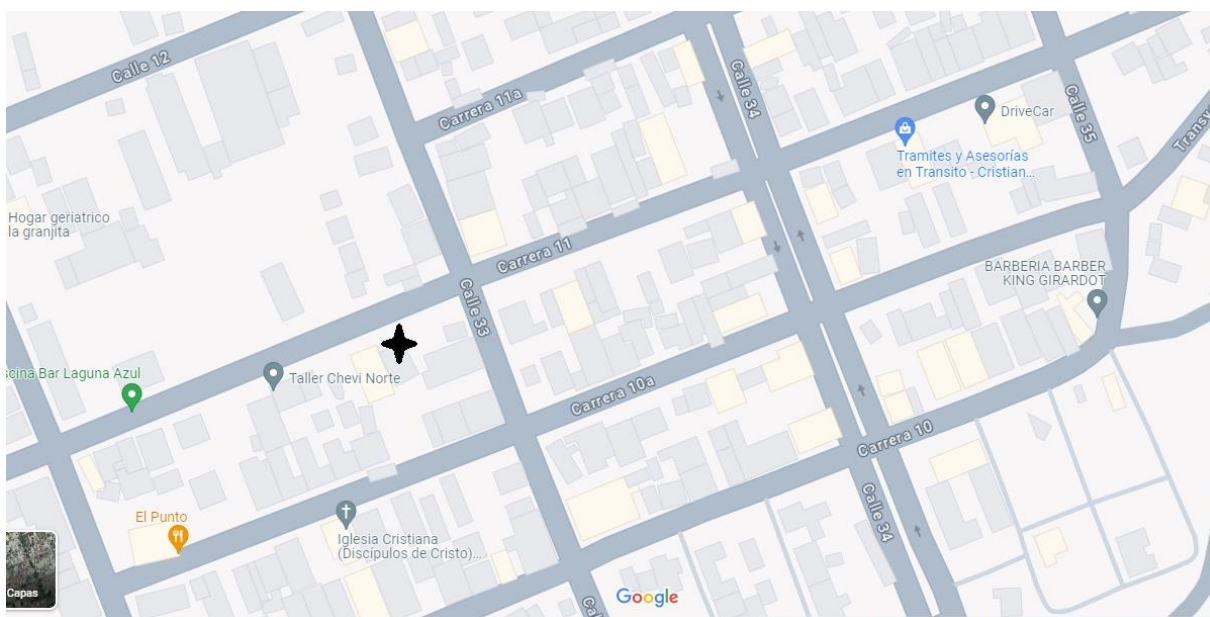 Calle 12
Carrera 11a
Calle 34
Calle 35
DriveCar
Tramites y Asesorías
en Transito - Cristian...
Hogar geriatrico
la granjita
Carrera 11
Calle 33
BARBERIA BARBER
KING GIRARDOT
Bar Laguna Azul
Taller Chevi Norte
Carrera 10a
Carrera 10
El Punto
Iglesia Cristiana
(Discípulos de Cristo)...
Calle 34
Capas
Google